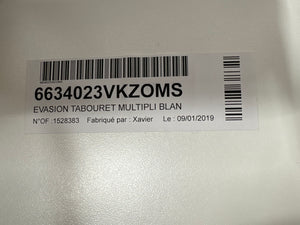 6634023VKZOMS
EVASION TABOURET MULTIPLI BLAN
N°OF :1528383 Fabriqué par : Xavier Le : 09/01/2019